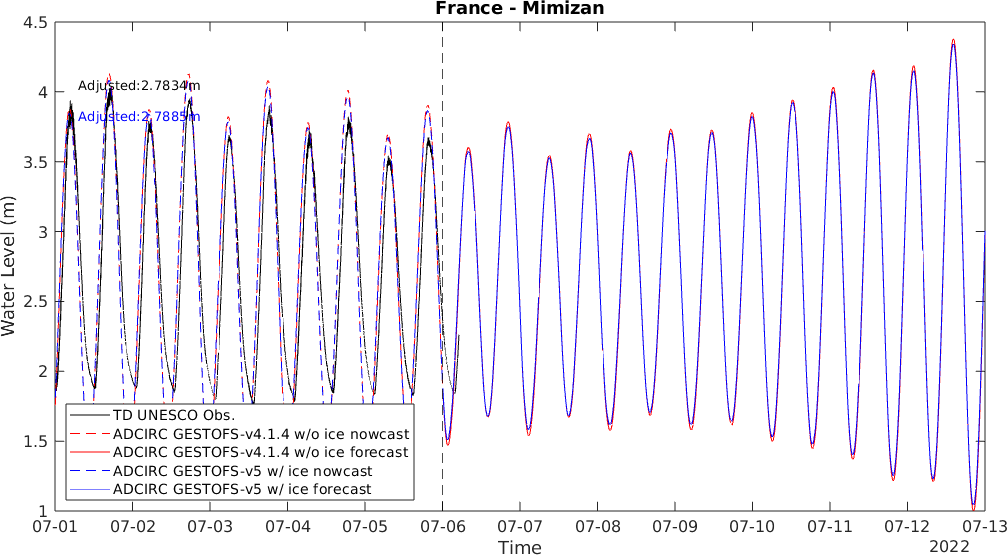 France - Mimizan
4.5
4
3.5
3
2.5
2
1.5
1
Water Level (m)
Adjusted:2.7834m
Adjusted:2.7885m
TD UNESCO Obs.
ADCIRC GESTOFS-v4.1.4 w/o ice nowcast
ADCIRC GESTOFS-v4.1.4 w/o ice forecast
ADCIRC GESTOFS-v5 w/ ice nowcast
ADCIRC GESTOFS-v5 w/ ice forecast
07-01 07-02 07-03 07-04 07-05 07-06 07-07 07-08 07-09 07-10 07-11 07-12 07-13
Time
2022